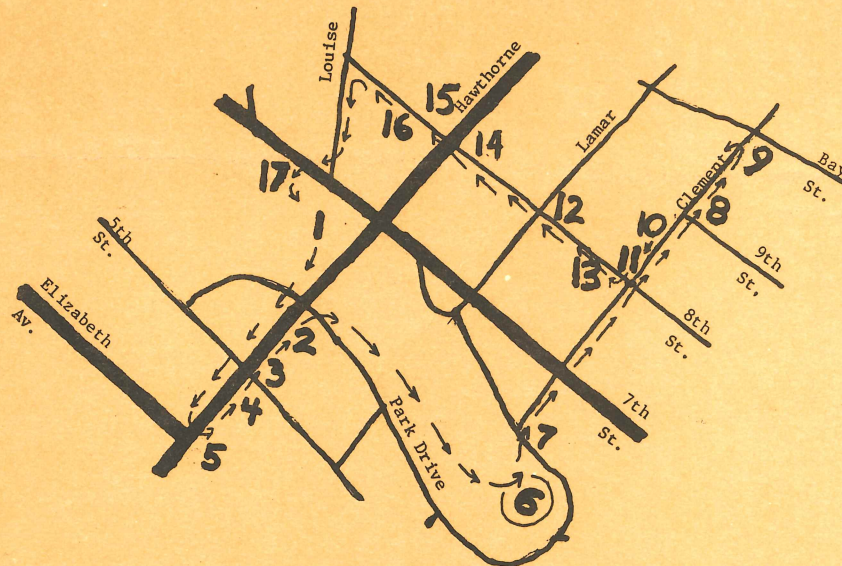 Louise
Hawthorne
15
16
14
Lamar
9
Bay
St.
Clement
8
17
1
12
10
11
13
9th
St.
8th
St.
5th
St.
Elizabeth
Av.
2
3
4
5
Park Drive
7
7th
St.
6